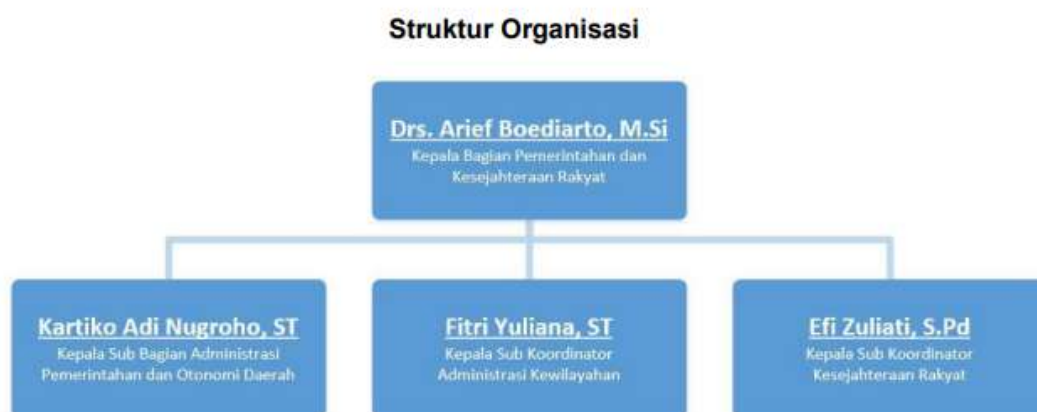 Struktur Organisasi
Drs. Arief Boediarto, M.Si
Kepala Bagian Pemerintahan dan
Kesejahteraan Rakyat
Kartiko Adi Nugroho, ST
Kepala Sub Bagian Administrasi
Pemerintahan dan Otonomi Daerah
Fitri Yuliana, ST
Kepala Sub Koordinator
Administrasi Kewilayahan
Efi Zuliati, S.Pd
Kepala Sub Koordinator
Kesejahteraan Rakyat